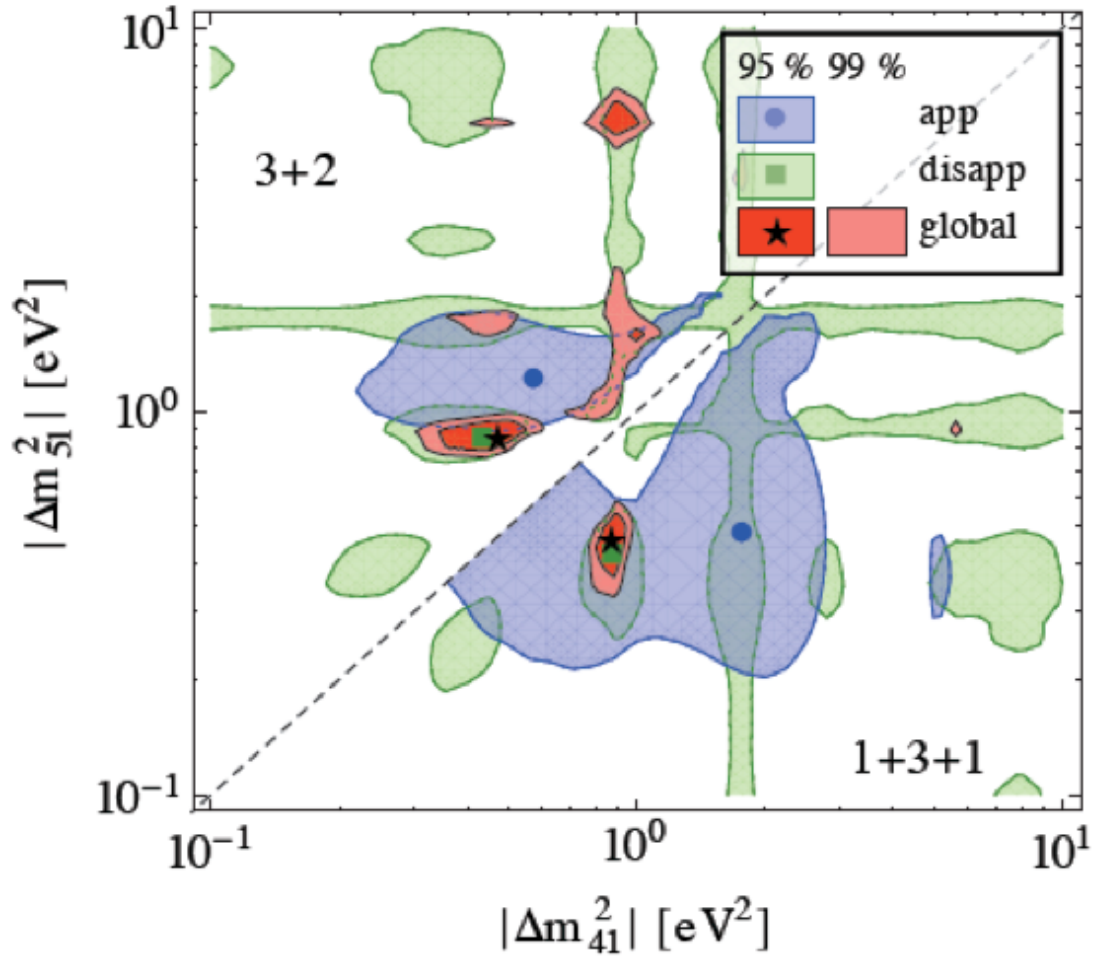 10¹
95 % 99 %
app
disapp
global
3+2
|Δm²₅₁| [eV²]
10⁰
1+3+1
10⁻¹
10⁻¹ 10⁰ 10¹
|Δm²₄₁| [eV²]